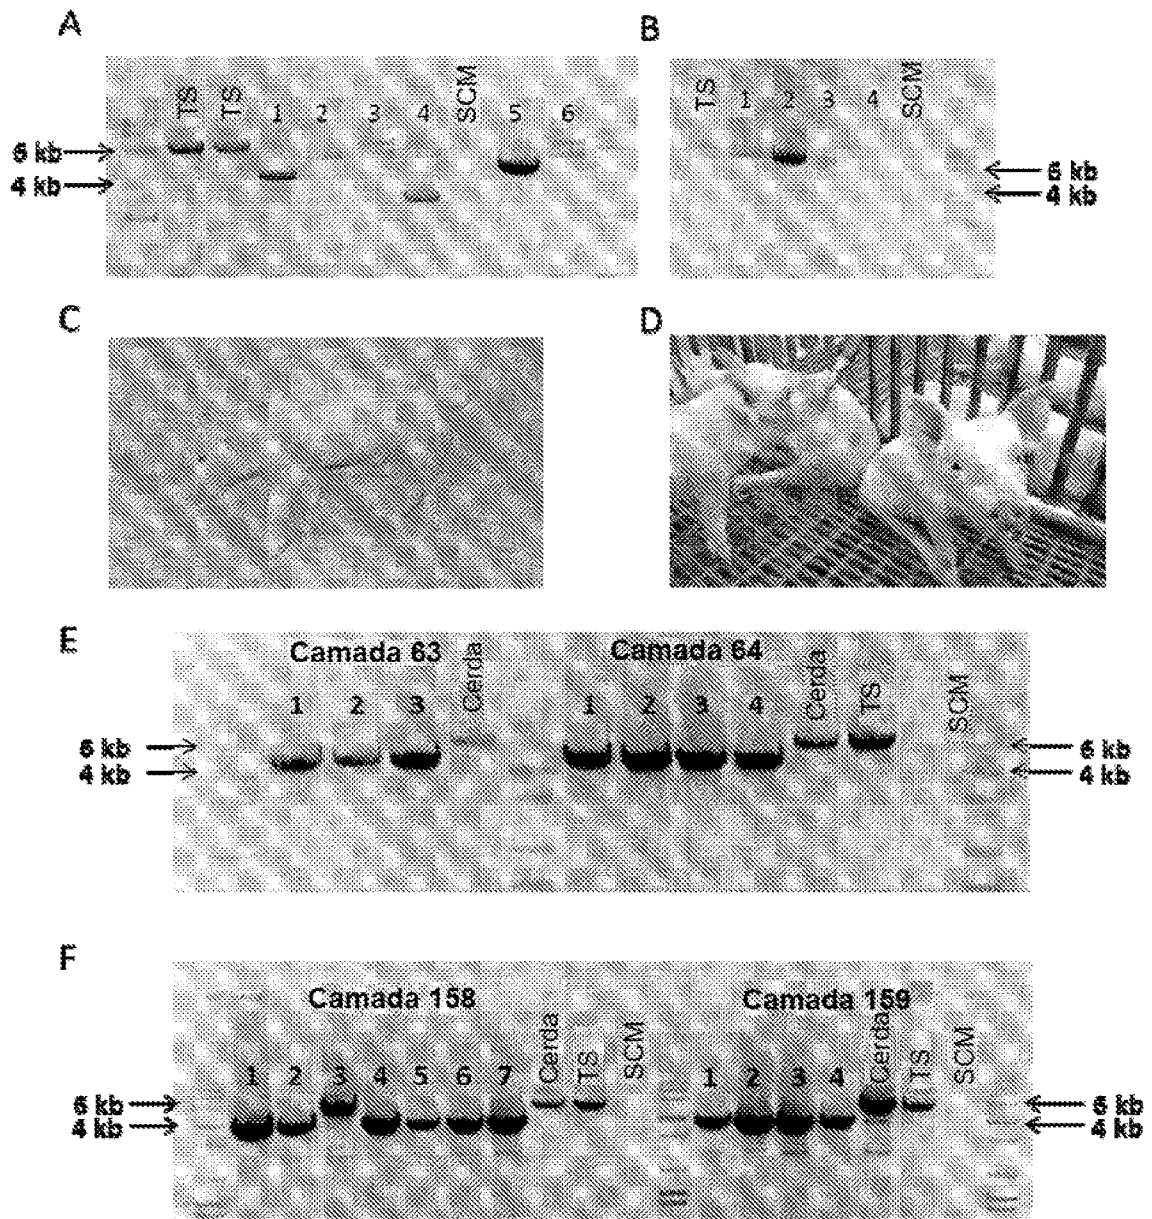 A
TS TS 1 2 3 4 SCM 5 6
6 kb
4 kb
B
TS 1 2 3 4 SCM
6 kb
4 kb
C
D
E
Camada 63
1 2 3 Cerda
Camada 64
1 2 3 4 Cerda TS SCM
6 kb
4 kb
6 kb
4 kb
F
Camada 158
1 2 3 4 5 6 7 Cerda TS SCM
Camada 159
1 2 3 4 Cerda TS SCM
6 kb
4 kb
6 kb
4 kb